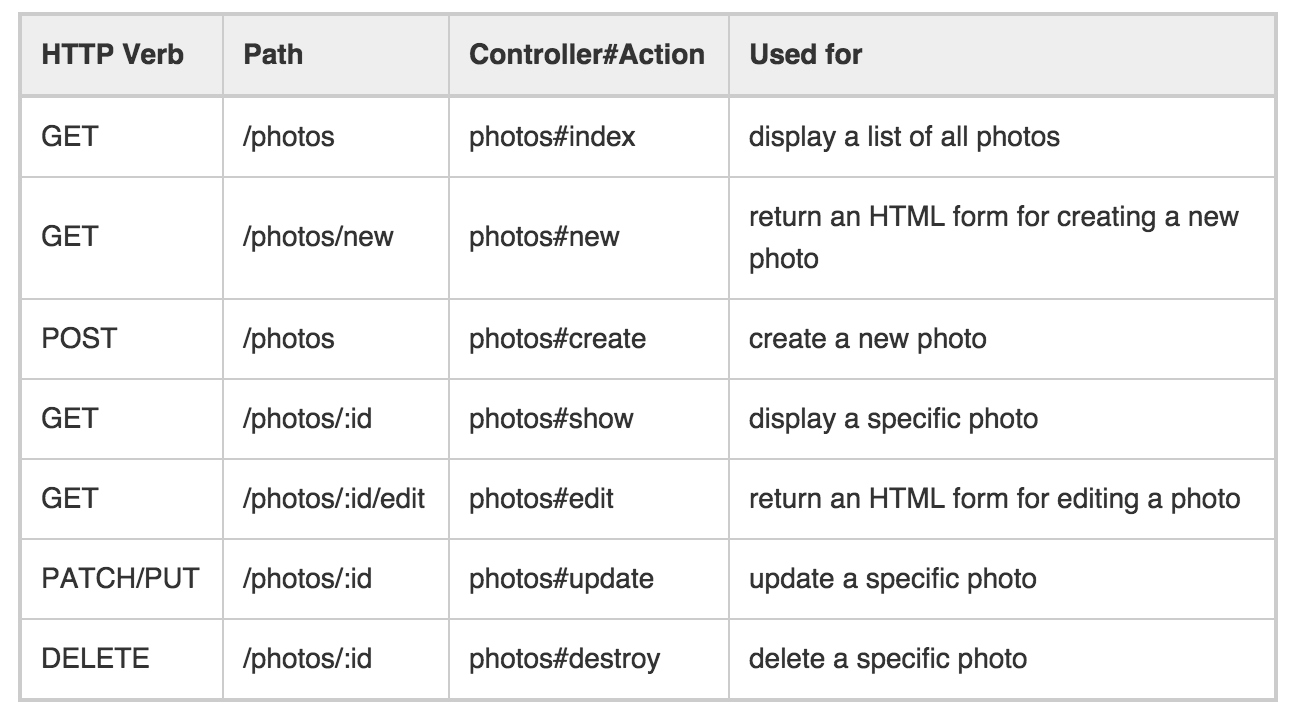 HTTP Verb Path Controller#Action Used for
GET /photos photos#index display a list of all photos
GET /photos/new photos#new return an HTML form for creating a new
photo
POST /photos photos#create create a new photo
GET /photos/:id photos#show display a specific photo
GET /photos/:id/edit photos#edit return an HTML form for editing a photo
PATCH/PUT /photos/:id photos#update update a specific photo
DELETE /photos/:id photos#destroy delete a specific photo